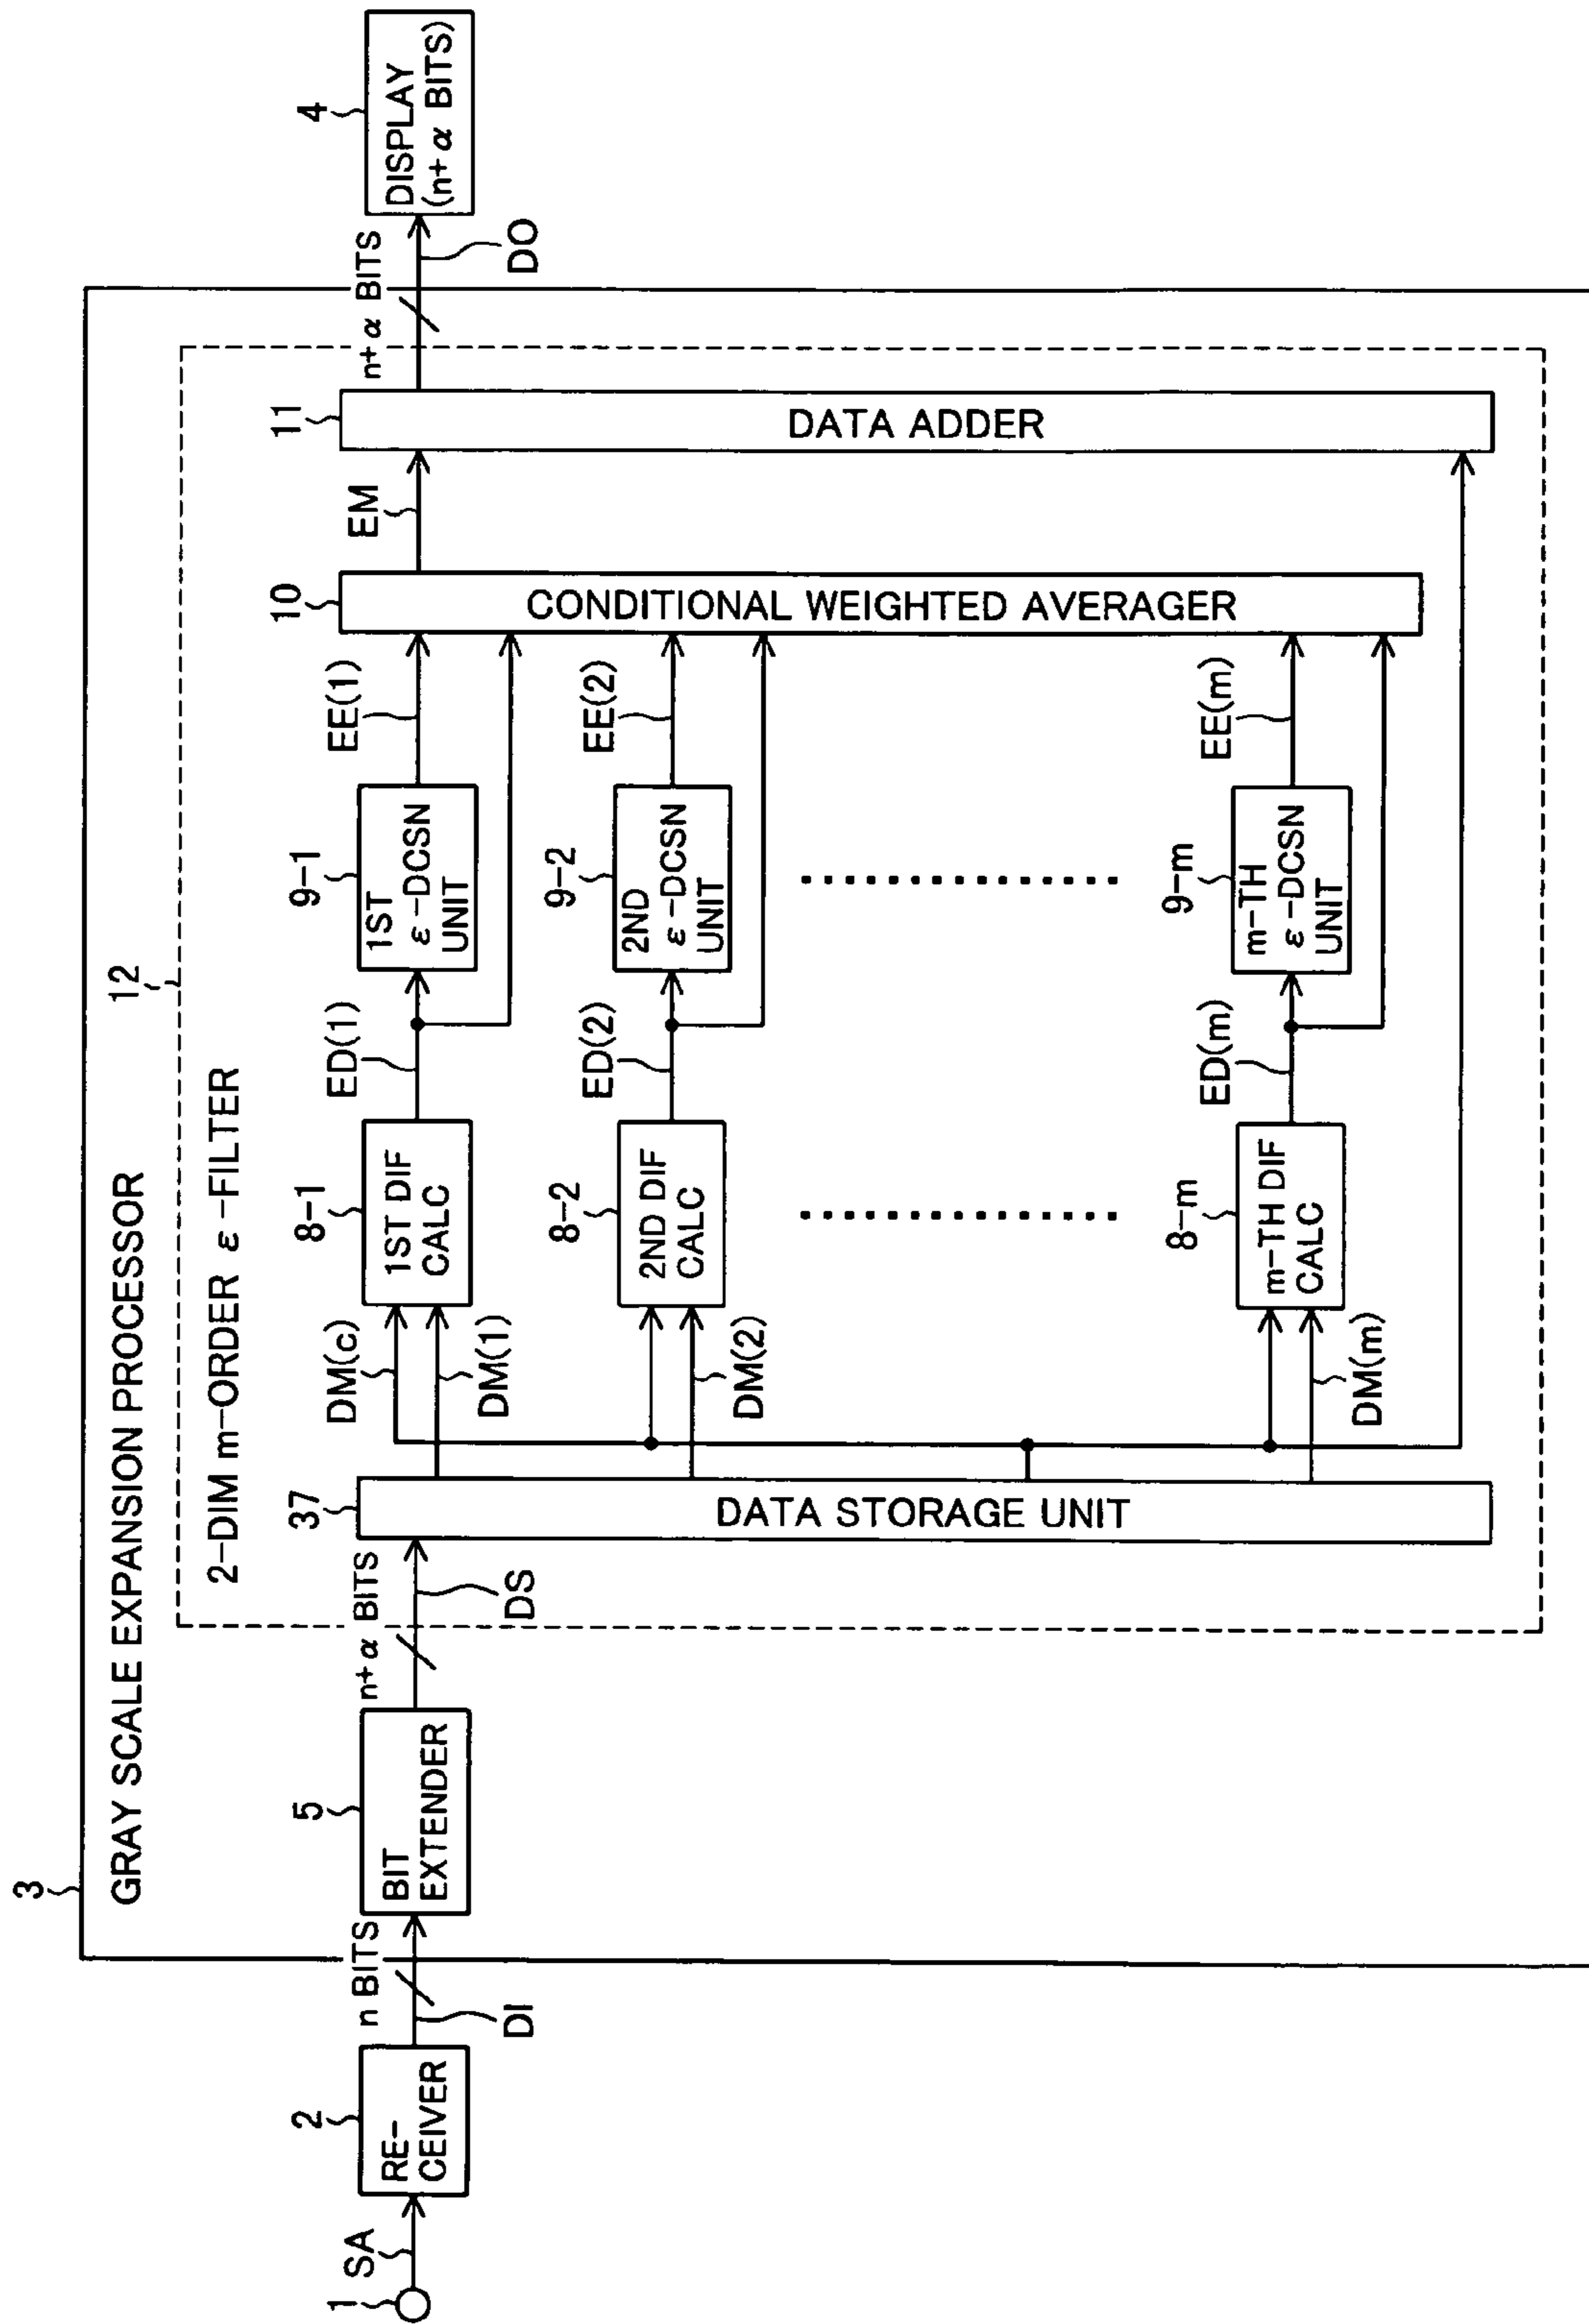 3
GRAY SCALE EXPANSION PROCESSOR
12
2-DIM m-ORDER ε-FILTER
1
SA
2
RE-
CEIVER
n BITS
DI
5
BIT
EXTENDER
n+α BITS
DS
37
DATA STORAGE UNIT
DM(c)
DM(1)
8-1
1ST DIF
CALC
ED(1)
9-1
1ST
ε-DCSN
UNIT
EE(1)
DM(2)
8-2
2ND DIF
CALC
ED(2)
9-2
2ND
ε-DCSN
UNIT
EE(2)
DM(m)
8-m
m-TH DIF
CALC
ED(m)
9-m
m-TH
ε-DCSN
UNIT
EE(m)
10
CONDITIONAL WEIGHTED AVERAGER
EM
11
DATA ADDER
n+α BITS
DO
4
DISPLAY
(n+α BITS)